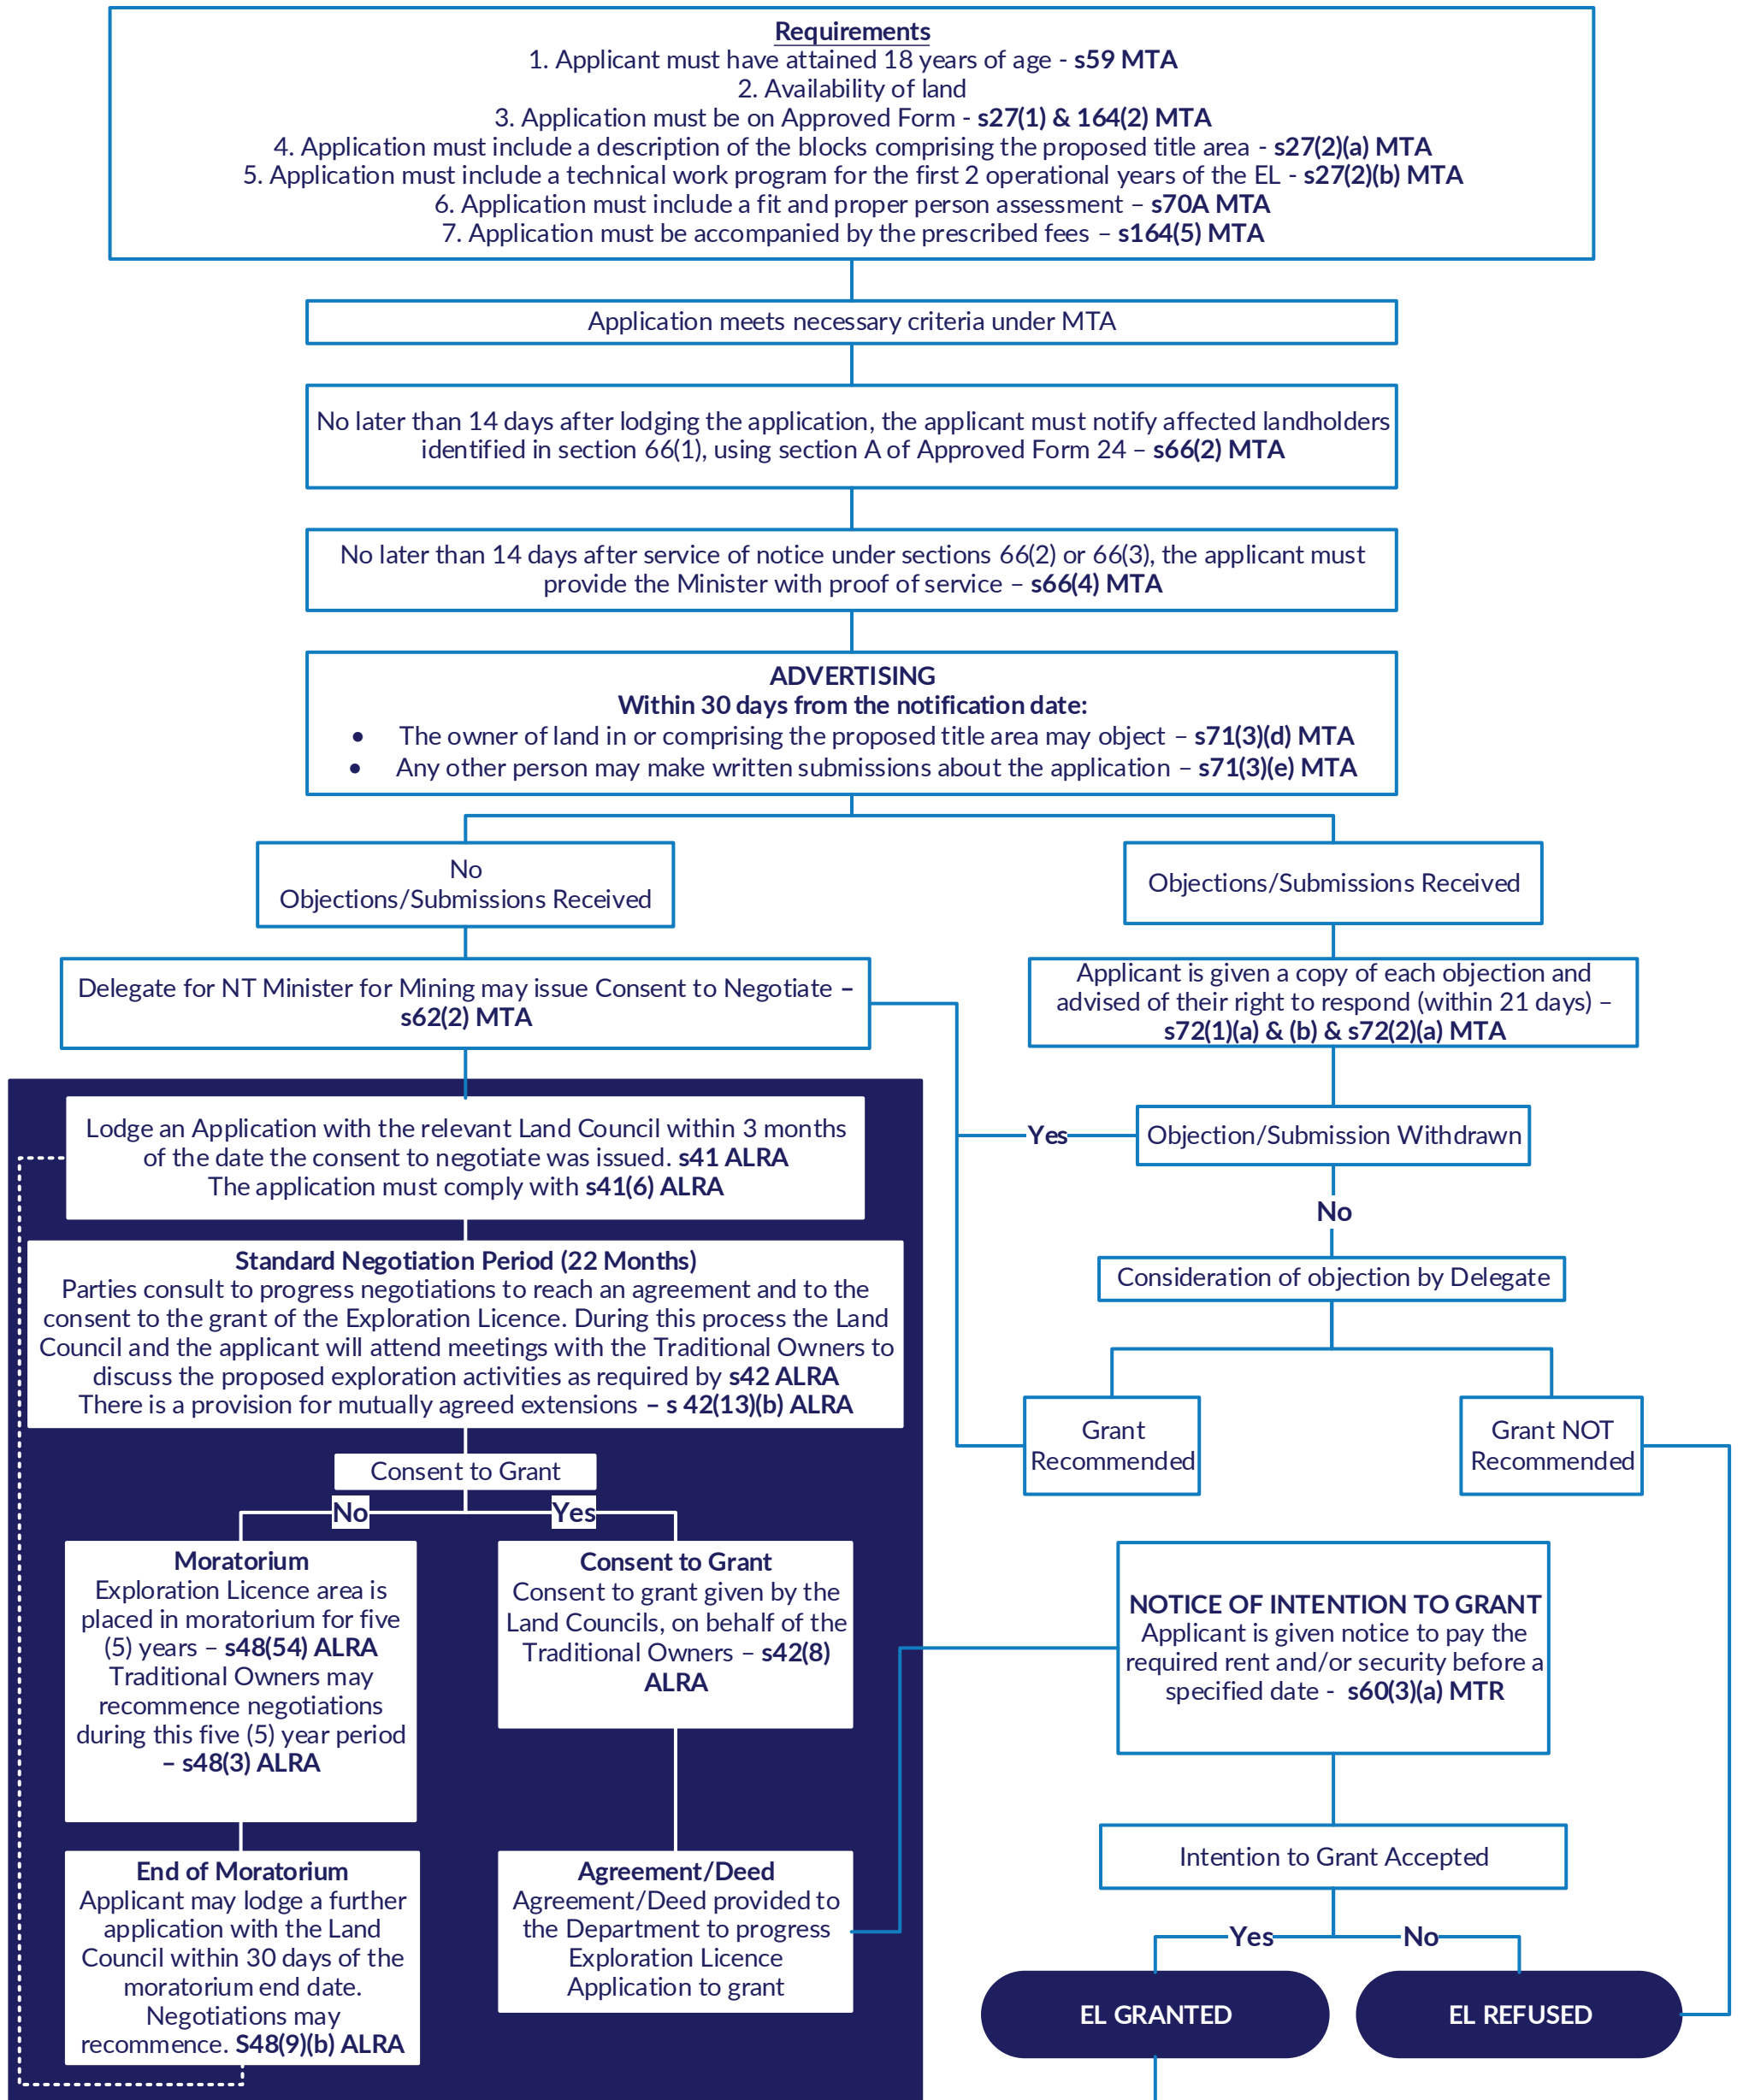 Requirements
1. Applicant must have attained 18 years of age - s59 MTA
2. Availability of land
3. Application must be on Approved Form - s27(1) & 164(2) MTA
4. Application must include a description of the blocks comprising the proposed title area - s27(2)(a) MTA
5. Application must include a technical work program for the first 2 operational years of the EL - s27(2)(b) MTA
6. Application must include a fit and proper person assessment – s70A MTA
7. Application must be accompanied by the prescribed fees – s164(5) MTA
Application meets necessary criteria under MTA
No later than 14 days after lodging the application, the applicant must notify affected landholders
identified in section 66(1), using section A of Approved Form 24 – s66(2) MTA
No later than 14 days after service of notice under sections 66(2) or 66(3), the applicant must
provide the Minister with proof of service – s66(4) MTA
ADVERTISING
Within 30 days from the notification date:
• The owner of land in or comprising the proposed title area may object – s71(3)(d) MTA
• Any other person may make written submissions about the application – s71(3)(e) MTA
No
Objections/Submissions Received
Objections/Submissions Received
Delegate for NT Minister for Mining may issue Consent to Negotiate –
s62(2) MTA
Applicant is given a copy of each objection and
advised of their right to respond (within 21 days) –
s72(1)(a) & (b) & s72(2)(a) MTA
Lodge an Application with the relevant Land Council within 3 months
of the date the consent to negotiate was issued. s41 ALRA
The application must comply with s41(6) ALRA
Yes
Objection/Submission Withdrawn
No
Standard Negotiation Period (22 Months)
Parties consult to progress negotiations to reach an agreement and to the
consent to the grant of the Exploration Licence. During this process the Land
Council and the applicant will attend meetings with the Traditional Owners to
discuss the proposed exploration activities as required by s42 ALRA
There is a provision for mutually agreed extensions – s 42(13)(b) ALRA
Consideration of objection by Delegate
Grant
Recommended
Grant NOT
Recommended
Consent to Grant
No
Yes
Moratorium
Exploration Licence area is
placed in moratorium for five
(5) years – s48(54) ALRA
Traditional Owners may
recommence negotiations
during this five (5) year period
– s48(3) ALRA
Consent to Grant
Consent to grant given by the
Land Councils, on behalf of the
Traditional Owners – s42(8)
ALRA
NOTICE OF INTENTION TO GRANT
Applicant is given notice to pay the
required rent and/or security before a
specified date - s60(3)(a) MTR
Intention to Grant Accepted
End of Moratorium
Applicant may lodge a further
application with the Land
Council within 30 days of the
moratorium end date.
Negotiations may
recommence. S48(9)(b) ALRA
Agreement/Deed
Agreement/Deed provided to
the Department to progress
Exploration Licence
Application to grant
Yes
No
EL GRANTED
EL REFUSED